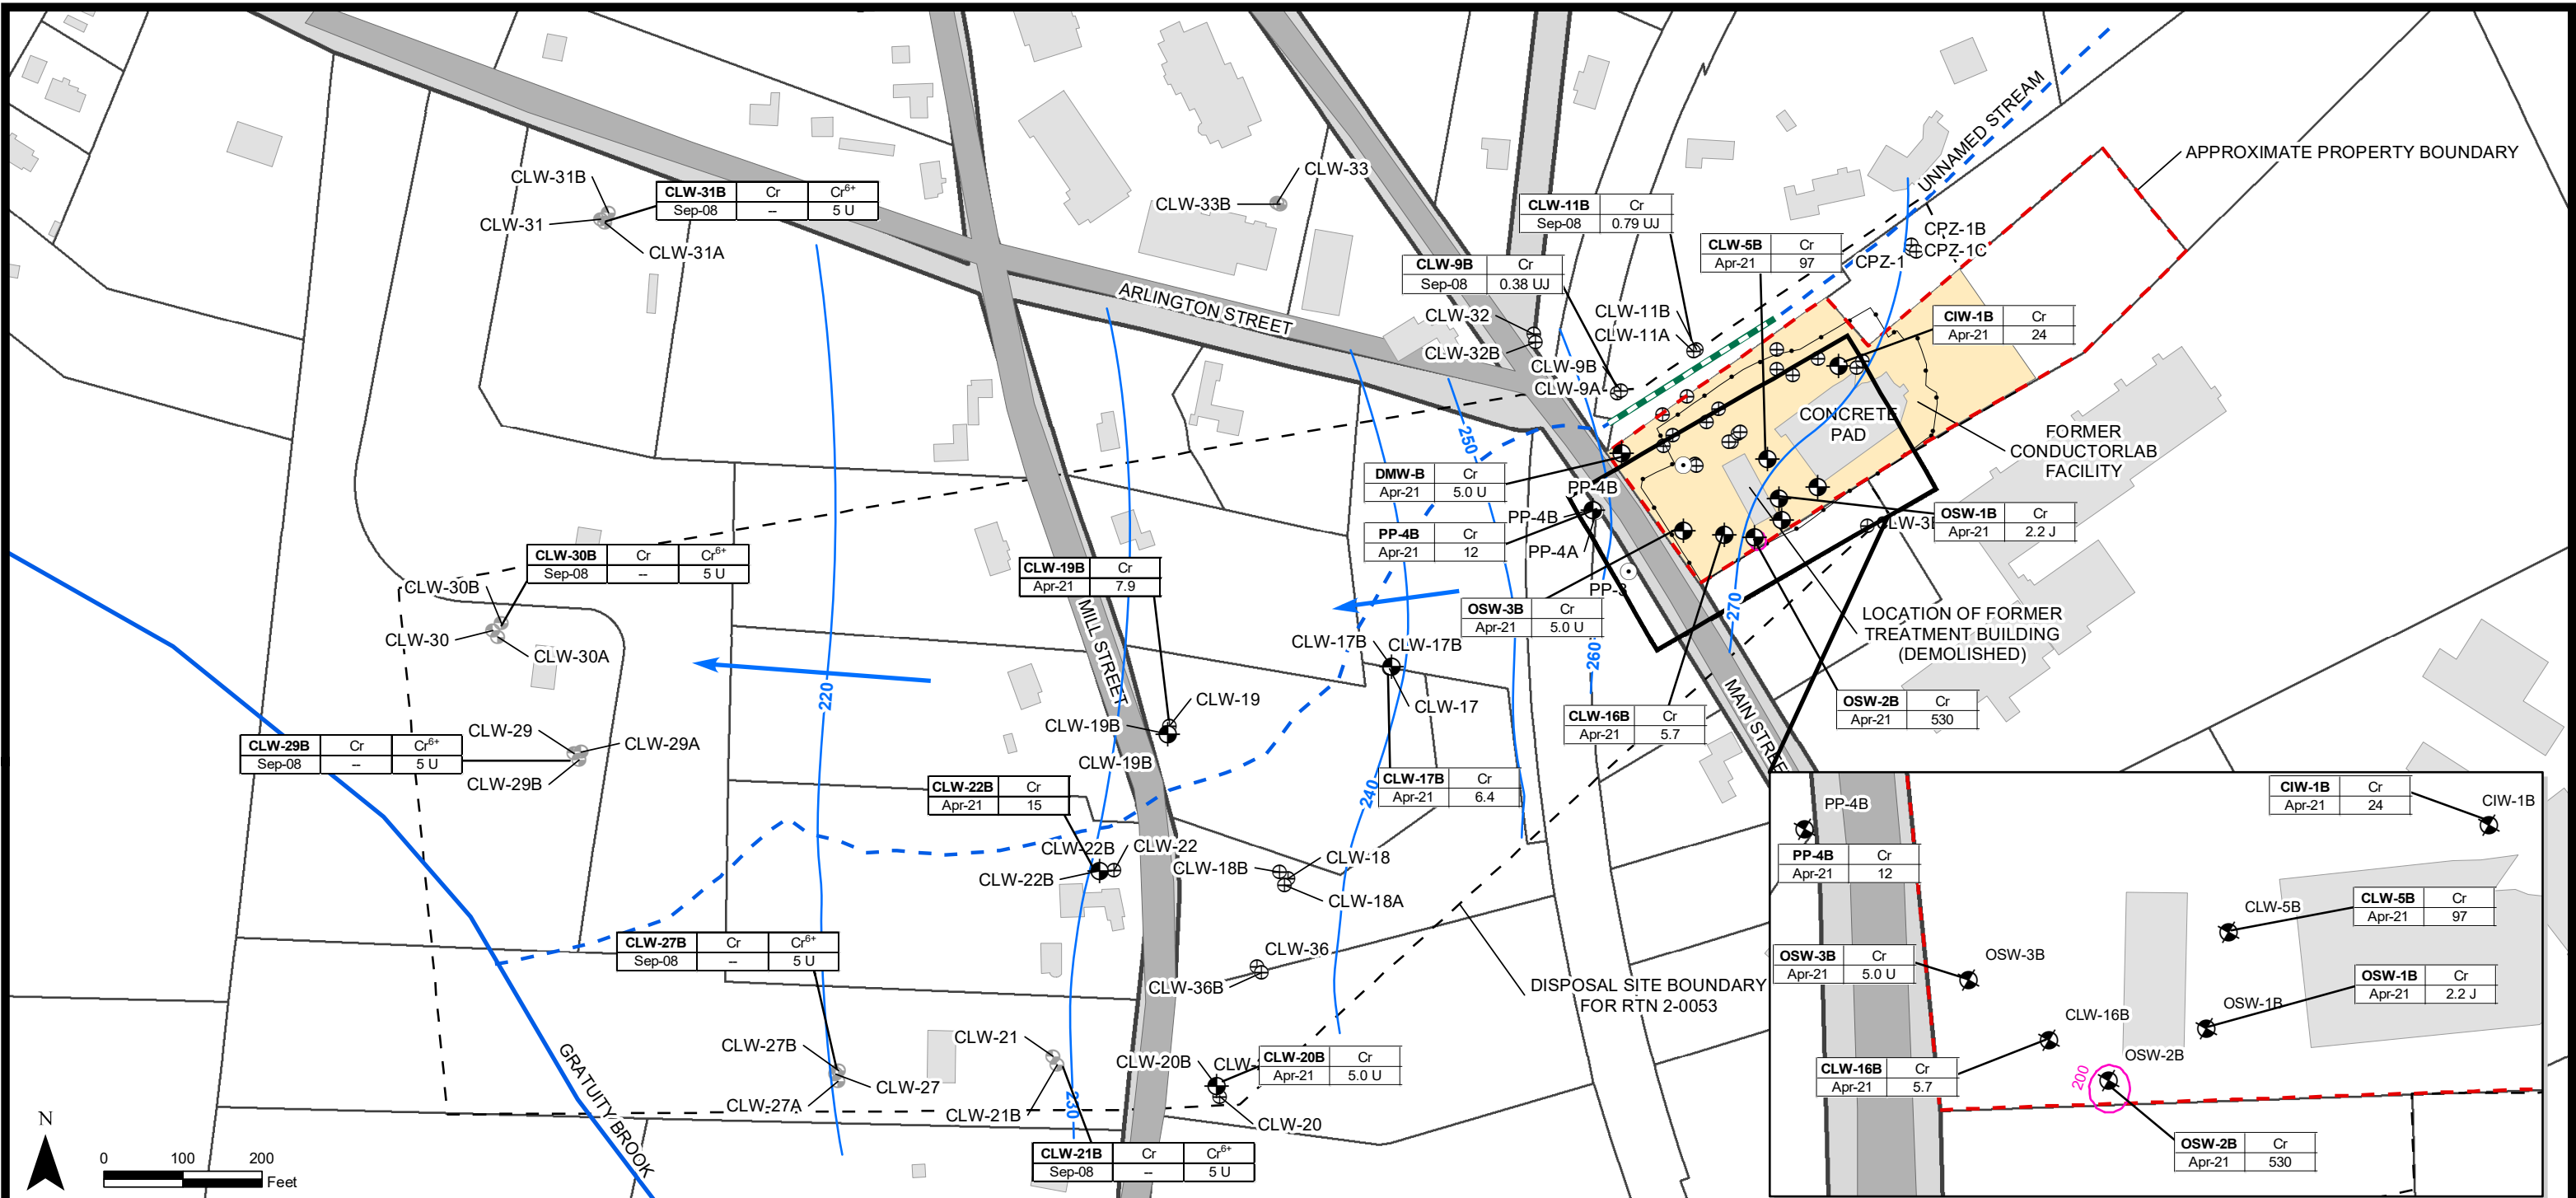 APPROXIMATE PROPERTY BOUNDARY
UNNAMED STREAM
CLW-31B
CLW-31
CLW-31A
CLW-31B Cr Cr6+
Sep-08 -- 5 U
CLW-33
CLW-33B
CLW-11B Cr
Sep-08 0.79 UJ
CLW-5B Cr
Apr-21 97
CPZ-1B
CPZ-1C
CPZ-1
CLW-9B Cr
Sep-08 0.38 UJ
ARLINGTON STREET
CLW-32
CLW-32B
CLW-11B
CLW-11A
CIW-1B Cr
Apr-21 24
CLW-9B
CLW-9A
CONCRETE
PAD
FORMER
CONDUCTORLAB
FACILITY
250
DMW-B Cr
Apr-21 5.0 U
PP-4B
PP-4B
PP-4B Cr
Apr-21 12
PP-4A
CLW-3B
OSW-1B Cr
Apr-21 2.2 J
PP-3
OSW-3B Cr
Apr-21 5.0 U
270
LOCATION OF FORMER
TREATMENT BUILDING
(DEMOLISHED)
CLW-30B Cr Cr6+
Sep-08 -- 5 U
CLW-30B
CLW-30
CLW-30A
CLW-19B Cr
Apr-21 7.9
MILL STREET
CLW-17B
CLW-17B
CLW-17
260
220
MAIN STREE
OSW-2B Cr
Apr-21 530
CLW-16B Cr
Apr-21 5.7
CLW-19
CLW-19B
CLW-19B
CLW-29
CLW-29A
CLW-29B
CLW-29B Cr Cr6+
Sep-08 -- 5 U
CLW-22B Cr
Apr-21 15
240
CLW-17B Cr
Apr-21 6.4
CLW-22B
CLW-22
CLW-22B
CLW-18B
CLW-18
CLW-18A
CLW-27B Cr Cr6+
Sep-08 -- 5 U
CLW-36
CLW-36B
DISPOSAL SITE BOUNDARY
FOR RTN 2-0053
CLW-27B
CLW-27
CLW-27A
CLW-21
CLW-21B
230
CLW-20B
CLW-
CLW-20B Cr
Apr-21 5.0 U
CLW-20
CLW-21B Cr Cr6+
Sep-08 -- 5 U
GRATUITY BROOK
N
0 100 200
Feet
PP-4B
PP-4B Cr
Apr-21 12
CIW-1B Cr
Apr-21 24
CIW-1B
CLW-5B
CLW-5B Cr
Apr-21 97
OSW-3B Cr
Apr-21 5.0 U
OSW-3B
OSW-1B Cr
Apr-21 2.2 J
OSW-1B
CLW-16B
CLW-16B Cr
Apr-21 5.7
OSW-2B
200
OSW-2B Cr
Apr-21 530